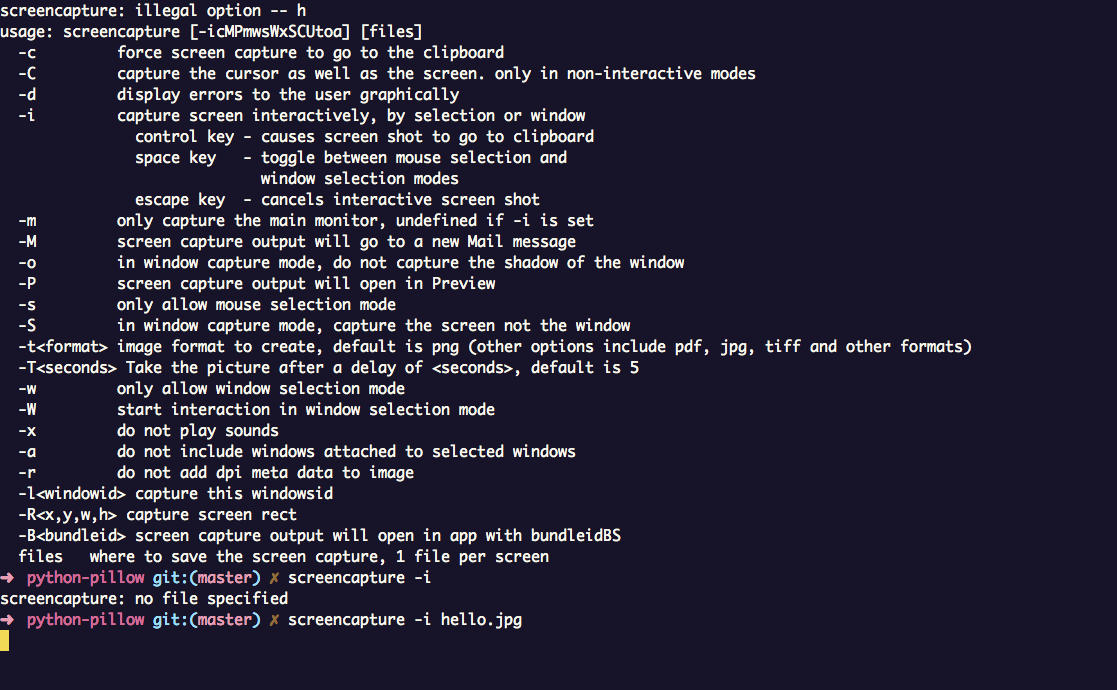 screencapture: illegal option -- h
usage: screencapture [-icMPmwsWxSCUtoa] [files]
  -c         force screen capture to go to the clipboard
  -C         capture the cursor as well as the screen. only in non-interactive modes
  -d         display errors to the user graphically
  -i         capture screen interactively, by selection or window
               control key - causes screen shot to go to clipboard
               space key   - toggle between mouse selection and
                             window selection modes
               escape key  - cancels interactive screen shot
  -m         only capture the main monitor, undefined if -i is set
  -M         screen capture output will go to a new Mail message
  -o         in window capture mode, do not capture the shadow of the window
  -P         screen capture output will open in Preview
  -s         only allow mouse selection mode
  -S         in window capture mode, capture the screen not the window
  -t<format> image format to create, default is png (other options include pdf, jpg, tiff and other formats)
  -T<seconds> Take the picture after a delay of <seconds>, default is 5
  -w         only allow window selection mode
  -W         start interaction in window selection mode
  -x         do not play sounds
  -a         do not include windows attached to selected windows
  -r         do not add dpi meta data to image
  -l<windowid> capture this windowsid
  -R<x,y,w,h> capture screen rect
  -B<bundleid> screen capture output will open in app with bundleidBS
  files   where to save the screen capture, 1 file per screen
➜  python-pillow git:(master) ✗ screencapture -i
screencapture: no file specified
➜  python-pillow git:(master) ✗ screencapture -i hello.jpg